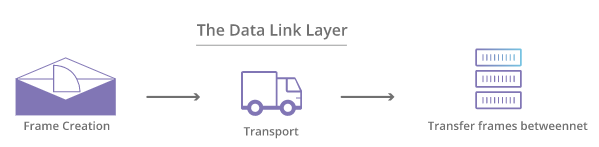 The Data Link Layer
Frame Creation
Transport
Transfer frames betweennet